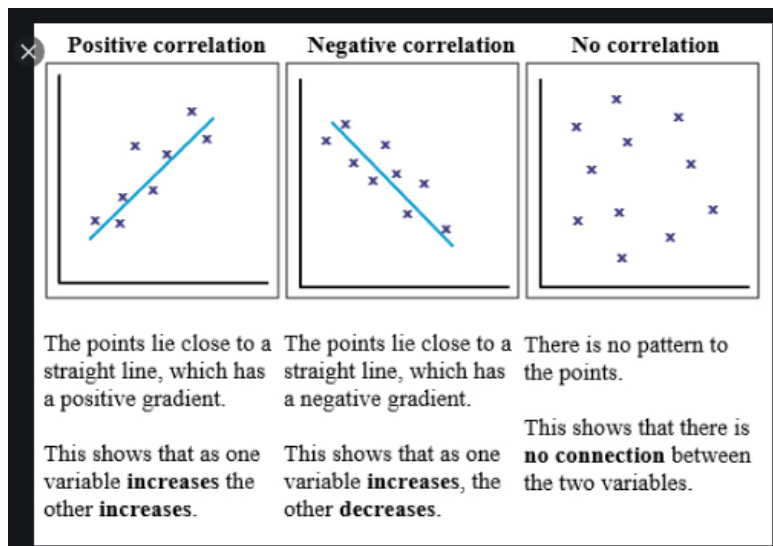 Positive correlation
Negative correlation
No correlation
The points lie close to a
straight line, which has
a positive gradient.
This shows that as one
variable increases the
other increases.
The points lie close to a
straight line, which has
a negative gradient.
This shows that as one
variable increases, the
other decreases.
There is no pattern to
the points.
This shows that there is
no connection between
the two variables.